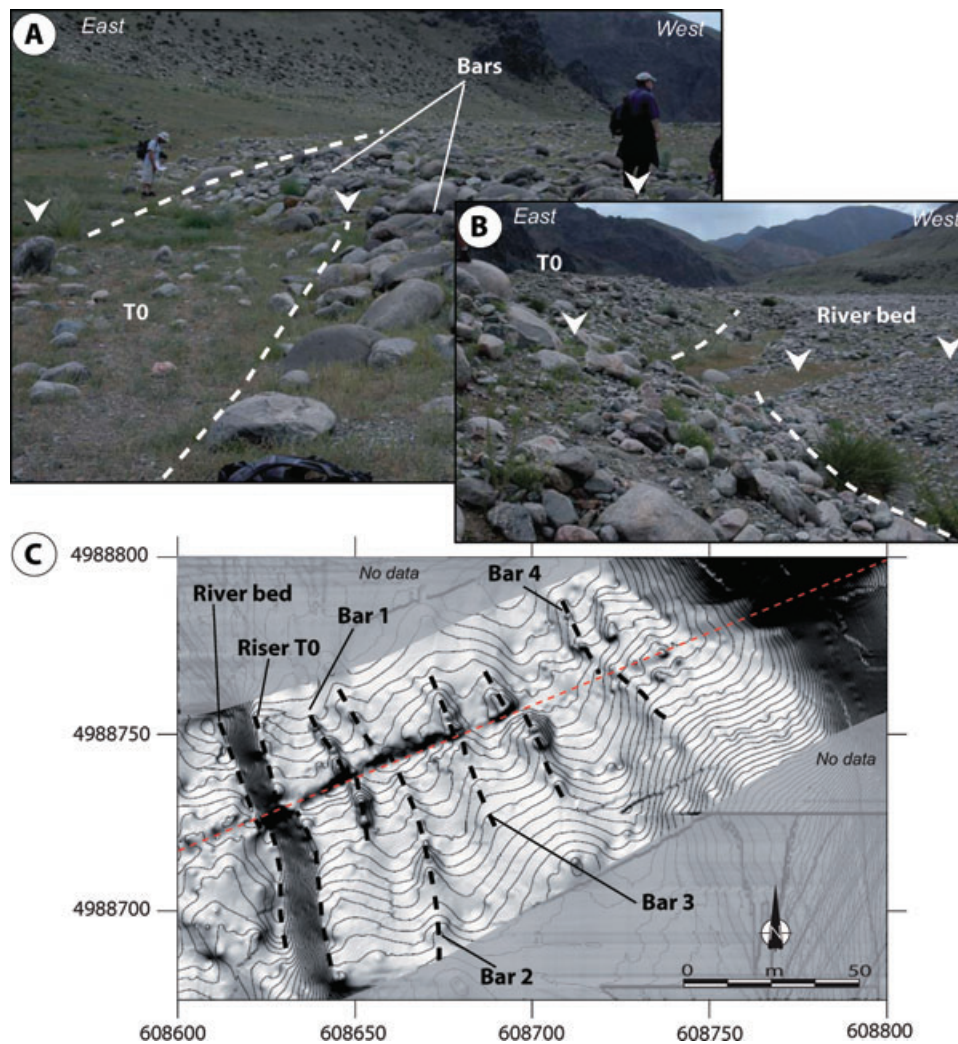 A
East
West
Bars
T0
B
East
West
T0
River bed
C
4988800
No data
Bar 4
River bed
Bar 1
Riser T0
4988750
No data
Bar 3
4988700
N
Bar 2
0 m 50
608600 608650 608700 608750 608800